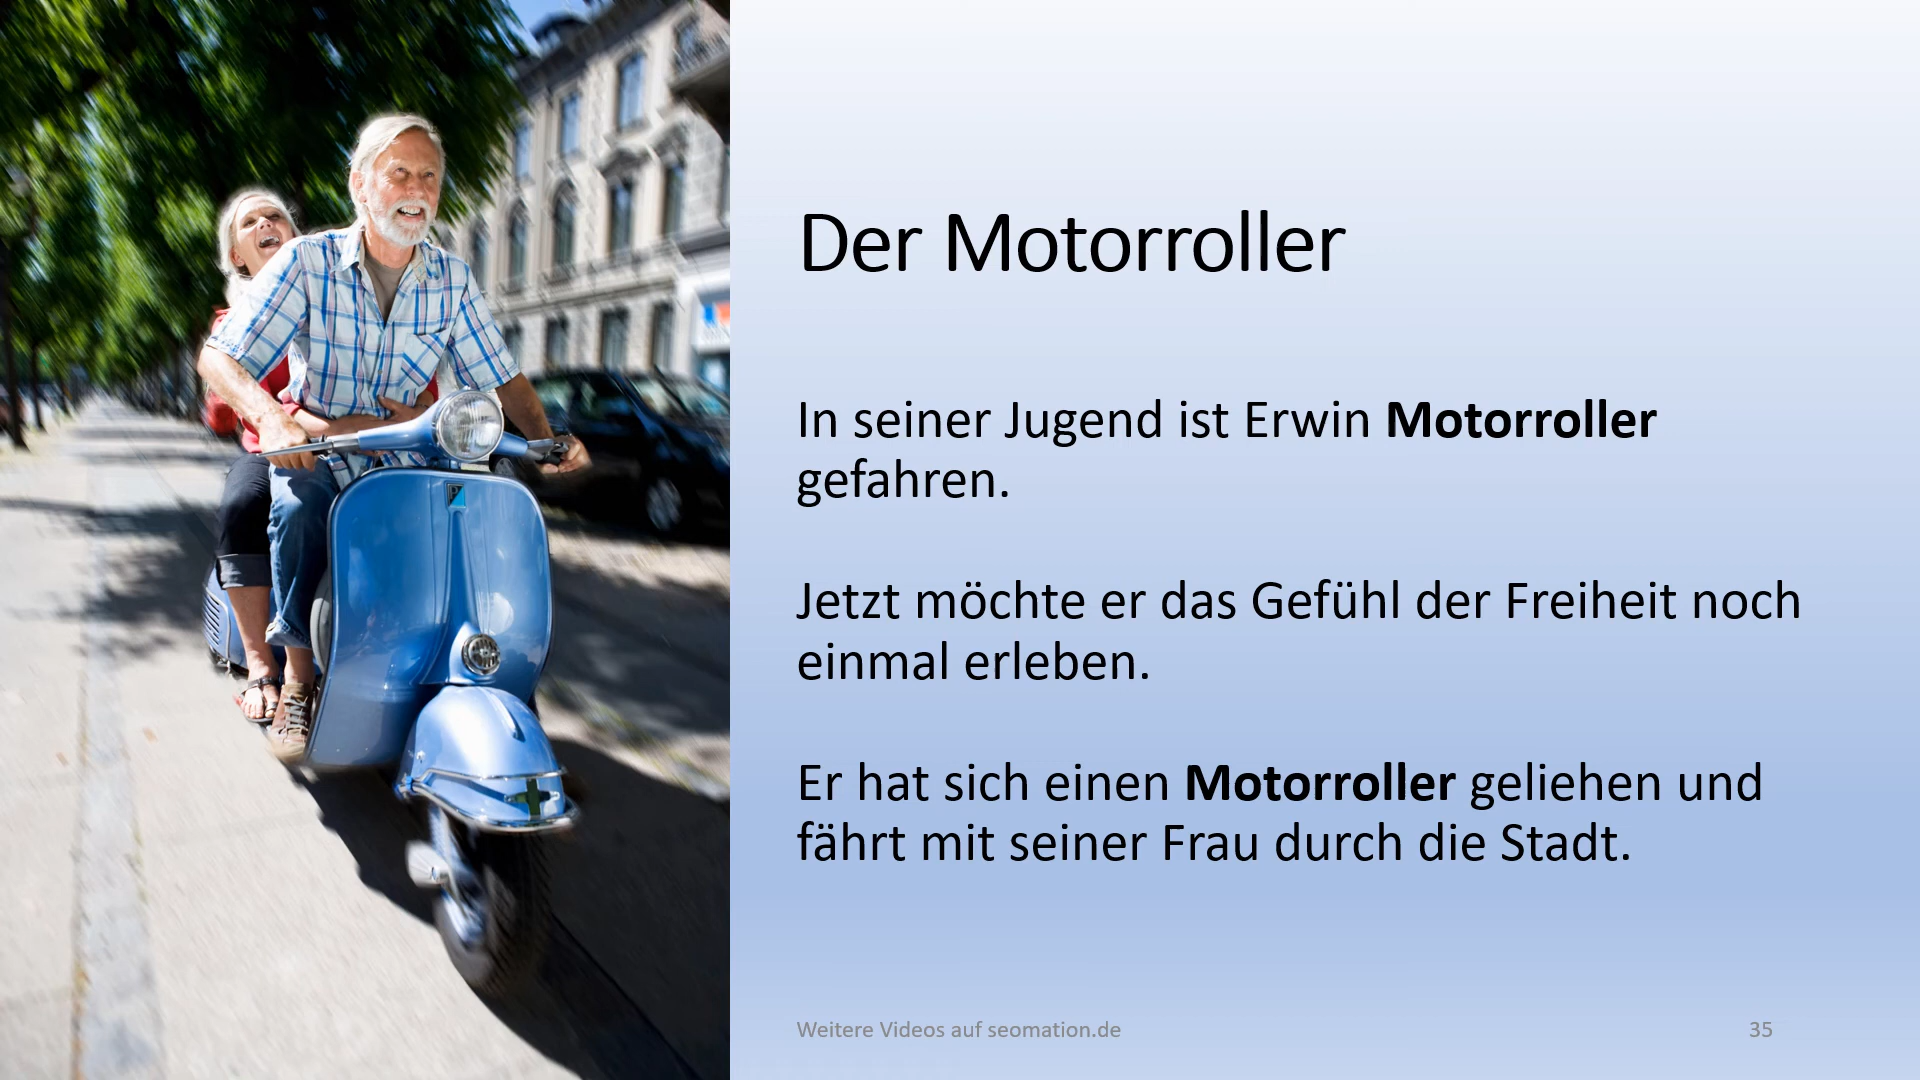 Der Motorroller
In seiner Jugend ist Erwin Motorroller
gefahren.
Jetzt möchte er das Gefühl der Freiheit noch
einmal erleben.
Er hat sich einen Motorroller geliehen und
fährt mit seiner Frau durch die Stadt.
Weitere Videos auf seomation.de
35